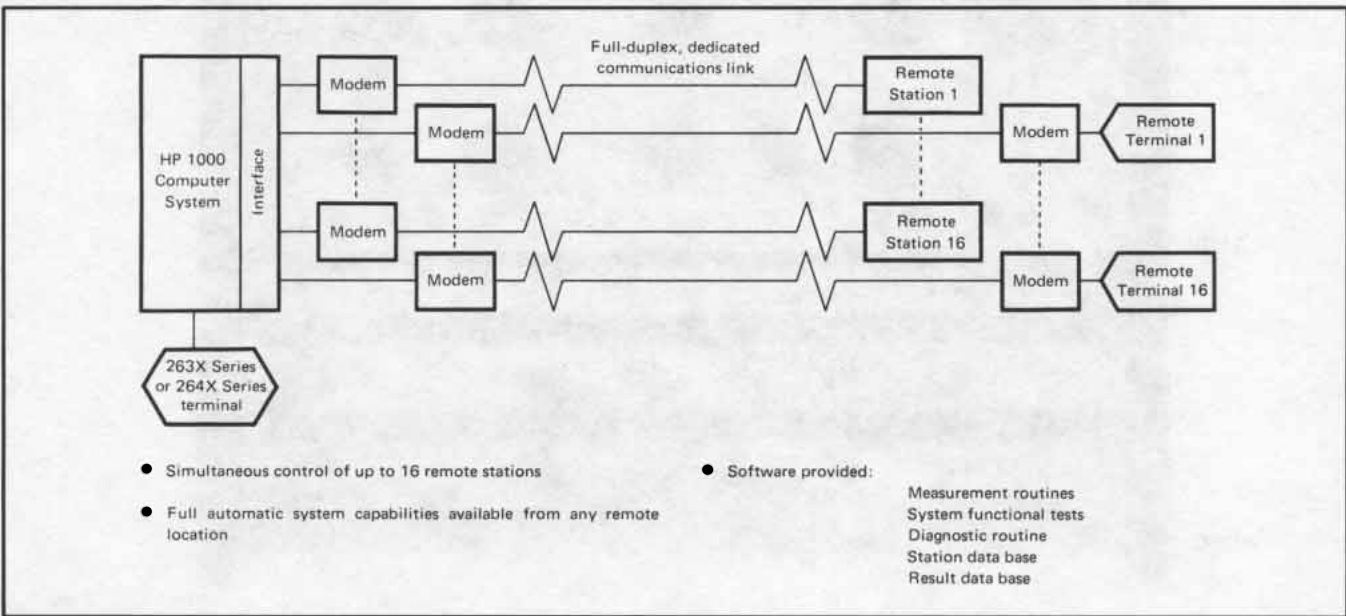 Full-duplex, dedicated
communications link
Modem
Remote
Station 1
Modem
Modem
Remote
Terminal 1
HP 1000
Computer
System
Interface
Modem
Remote
Station 16
Modem
Modem
Remote
Terminal 16
263X Series
or 264X Series
terminal
● Simultaneous control of up to 16 remote stations
● Full automatic system capabilities available from any remote
location
● Software provided:
Measurement routines
System functional tests
Diagnostic routine
Station data base
Result data base